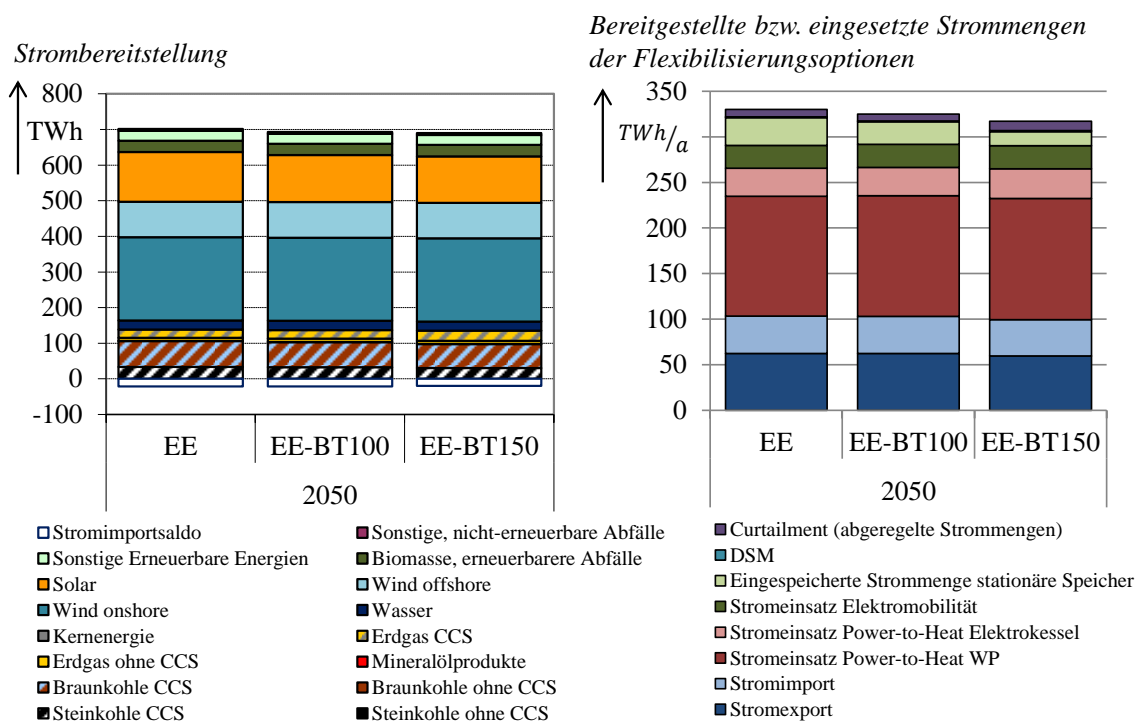 Strombereitstellung
800
TWh
600
500
400
300
200
100
0
-100
EE
EE-BT100
EE-BT150
2050
Stromimportsaldo
Sonstige, nicht-erneuerbare Abfälle
Sonstige Erneuerbare Energien
Biomasse, erneuerbarere Abfälle
Solar
Wind offshore
Wind onshore
Wasser
Kernenergie
Erdgas CCS
Erdgas ohne CCS
Mineralölprodukte
Braunkohle CCS
Braunkohle ohne CCS
Steinkohle CCS
Steinkohle ohne CCS
Bereitgestellte bzw. eingesetzte Strommengen
der Flexibilisierungsoptionen
350
TWh/a
250
200
150
100
50
0
EE
EE-BT100
EE-BT150
2050
Curtailment (abgeregelte Strommengen)
DSM
Eingespeicherte Strommenge stationäre Speicher
Stromeinsatz Elektromobilität
Stromeinsatz Power-to-Heat Elektrokessel
Stromeinsatz Power-to-Heat WP
Stromimport
Stromexport